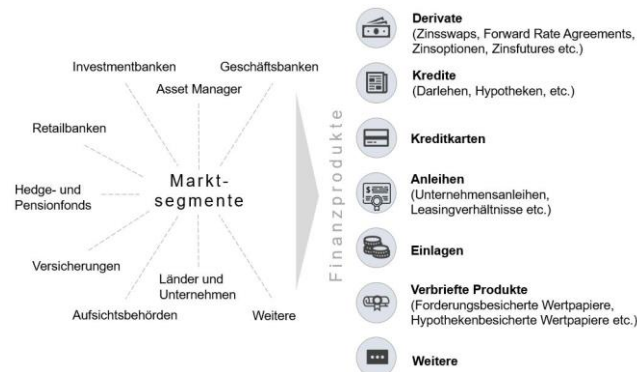 Investmentbanken
Geschäftsbanken
Asset Manager
Retailbanken
Hedge- und
Pensionfonds
Markt-
segmente
Versicherungen
Länder und
Unternehmen
Aufsichtsbehörden
Weitere
Finanzprodukte
Derivate
(Zinsswaps, Forward Rate Agreements,
Zinsoptionen, Zinsfutures etc.)
Kredite
(Darlehen, Hypotheken, etc.)
Kreditkarten
Anleihen
(Unternehmensanleihen,
Leasingverhältnisse etc.)
Einlagen
Verbriefte Produkte
(Forderungsbesicherte Wertpapiere,
Hypothekenbesicherte Wertpapiere etc.)
Weitere